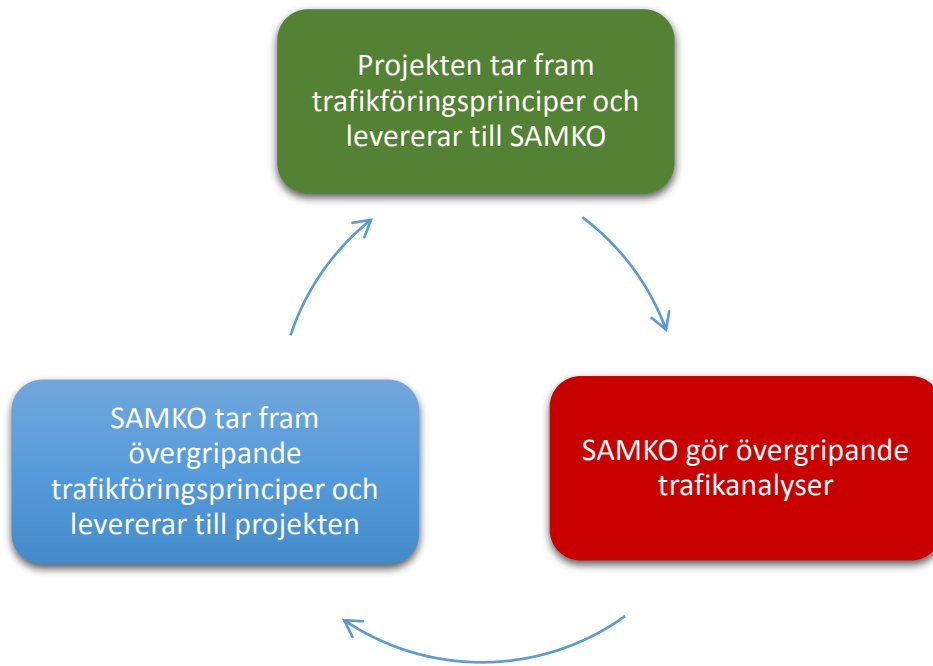 Projekten tar fram
trafikföringsprinciper och
levererar till SAMKO
SAMKO tar fram
övergripande
trafikföringsprinciper och
levererar till projekten
SAMKO gör övergripande
trafikanalyser